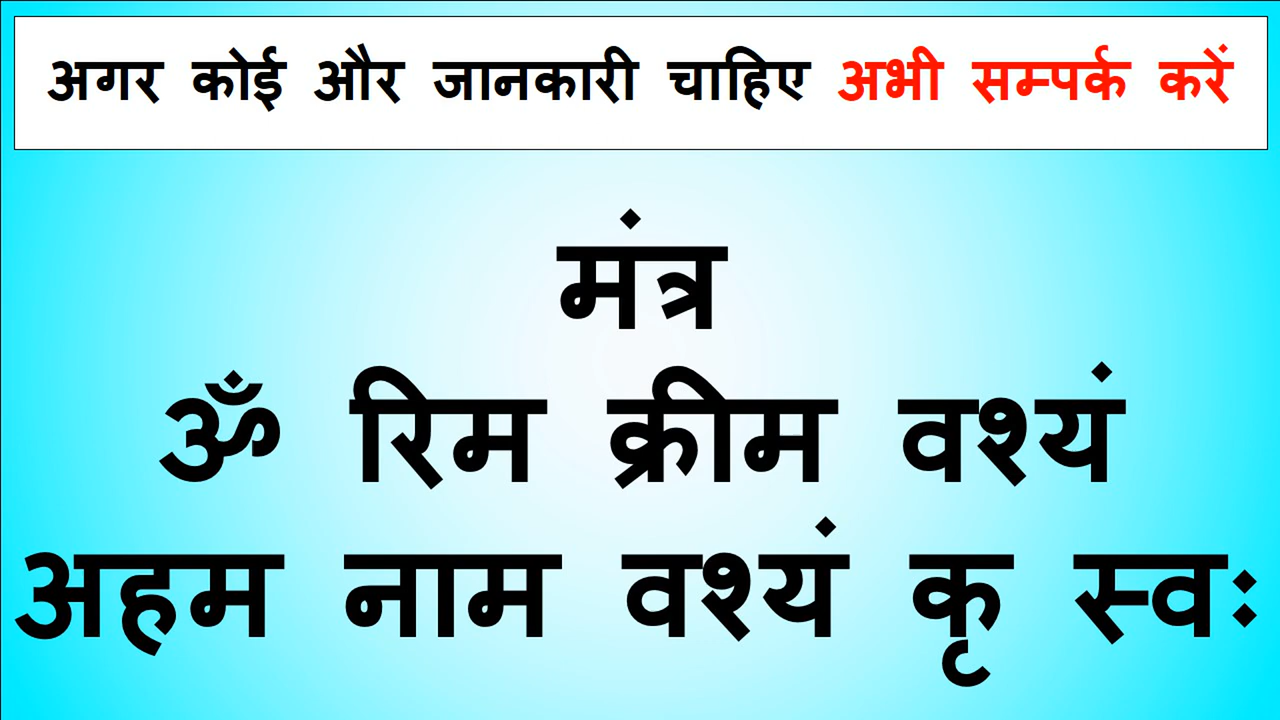 अगर कोई और जानकारी चाहिए अभी सम्पर्क करें
मंत्र
ॐ रिम क्रीम वश्यं
अहम नाम वश्यं कृ स्वः